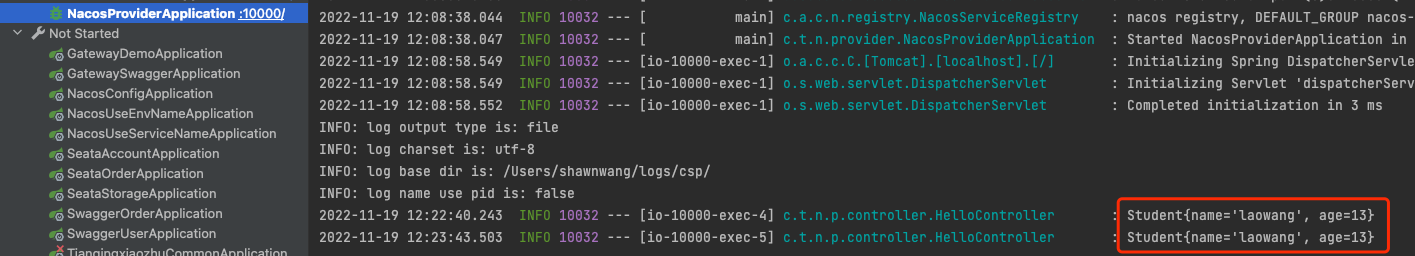 NacosProviderApplication :10000/
Not Started
GatewayDemoApplication
GatewaySwaggerApplication
NacosConfigApplication
NacosUseEnvNameApplication
NacosUseServiceNameApplication
SeataAccountApplication
SeataOrderApplication
SeataStorageApplication
SwaggerOrderApplication
SwaggerUserApplication
TianqingxiaozhuCommonApplication
2022-11-19 12:08:38.044 INFO 10032 --- [ main] c.a.c.n.registry.NacosServiceRegistry : nacos registry, DEFAULT_GROUP nacos-
2022-11-19 12:08:38.047 INFO 10032 --- [ main] c.t.n.provider.NacosProviderApplication : Started NacosProviderApplication in
2022-11-19 12:08:58.549 INFO 10032 --- [io-10000-exec-1] o.a.c.c.C.[Tomcat].[localhost].[/] : Initializing Spring DispatcherServlet
2022-11-19 12:08:58.549 INFO 10032 --- [io-10000-exec-1] o.s.web.servlet.DispatcherServlet : Initializing Servlet 'dispatcherServ
2022-11-19 12:08:58.552 INFO 10032 --- [io-10000-exec-1] o.s.web.servlet.DispatcherServlet : Completed initialization in 3 ms
INFO: log output type is: file
INFO: log charset is: utf-8
INFO: log base dir is: /Users/shawnwang/logs/csp/
INFO: log name use pid is: false
2022-11-19 12:22:40.243 INFO 10032 --- [io-10000-exec-4] c.t.n.p.controller.HelloController : Student{name='laowang', age=13}
2022-11-19 12:23:43.503 INFO 10032 --- [io-10000-exec-5] c.t.n.p.controller.HelloController : Student{name='laowang', age=13}